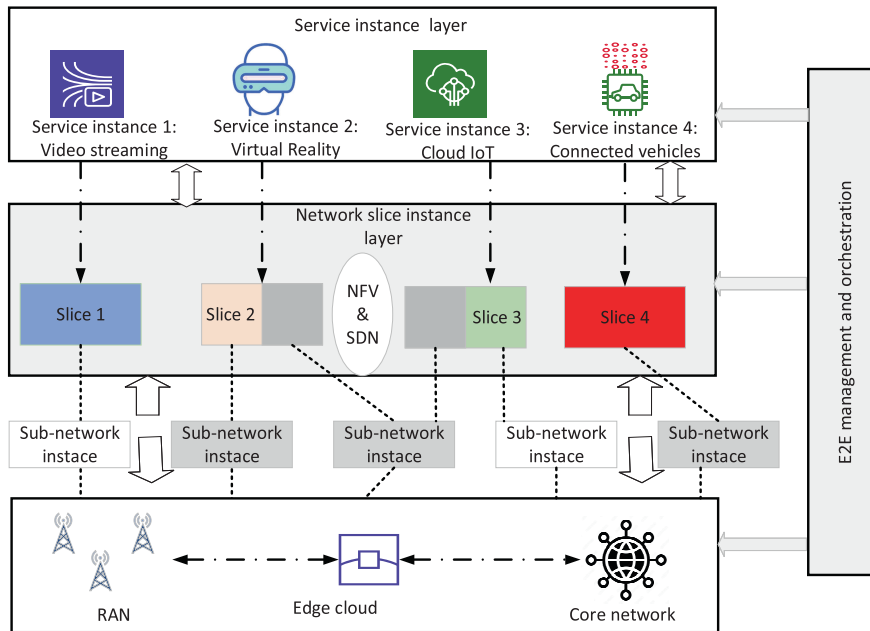 Service instance layer
Service instance 1:
Video streaming
Service instance 2:
Virtual Reality
Service instance 3:
Cloud IoT
Service instance 4:
Connected vehicles
Network slice instance
layer
Slice 1
Slice 2
NFV
&
SDN
Slice 3
Slice 4
Sub-network
instace
Sub-network
instace
Sub-network
instace
Sub-network
instace
Sub-network
instace
RAN
Edge cloud
Core network
E2E management and orchestration